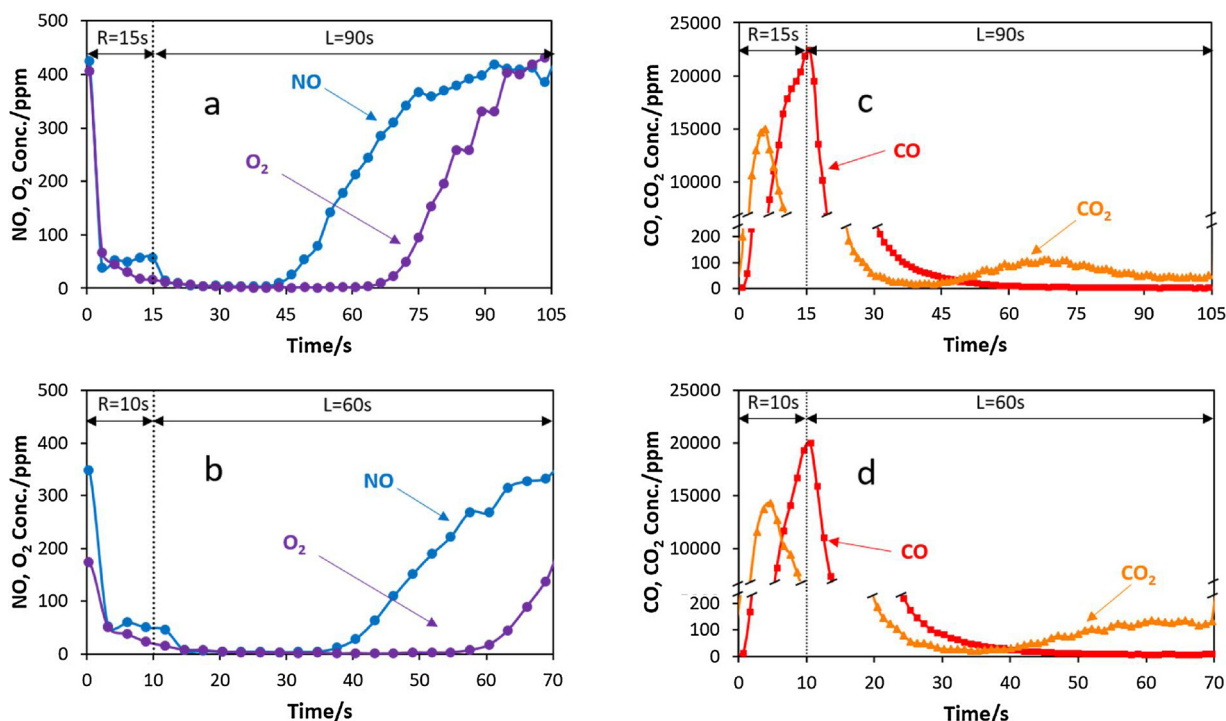 500
R=15s
L=90s
400
a
NO
300
200
O2
100
0
NO, O2 Conc./ppm
0 15 30 45 60 75 90 105
Time/s
25000
R=15s
L=90s
20000
c
15000
CO
10000
CO2
200
100
0
CO, CO2 Conc./ppm
0 15 30 45 60 75 90 105
Time/s
500
R=10s
L=60s
400
b
NO
300
200
O2
100
0
NO, O2 Conc./ppm
0 10 20 30 40 50 60 70
Time/s
25000
R=10s
L=60s
20000
d
15000
CO
10000
CO2
200
100
0
CO, CO2 Conc./ppm
0 10 20 30 40 50 60 70
Time/s